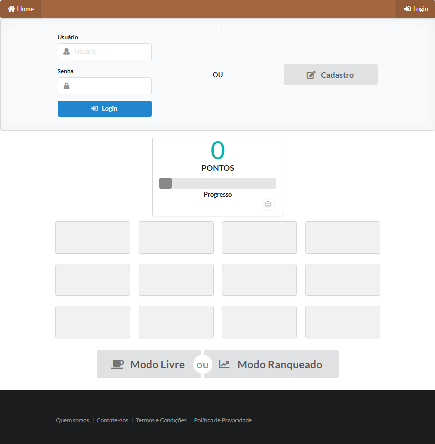 Home
Login
Usuário
Usuário
Senha
Login
OU
Cadastro
0
PONTOS
Progresso
Modo Livre
ou
Modo Ranqueado
Quem somos
Contate-nos
Termos e Condições
Política de Privacidade